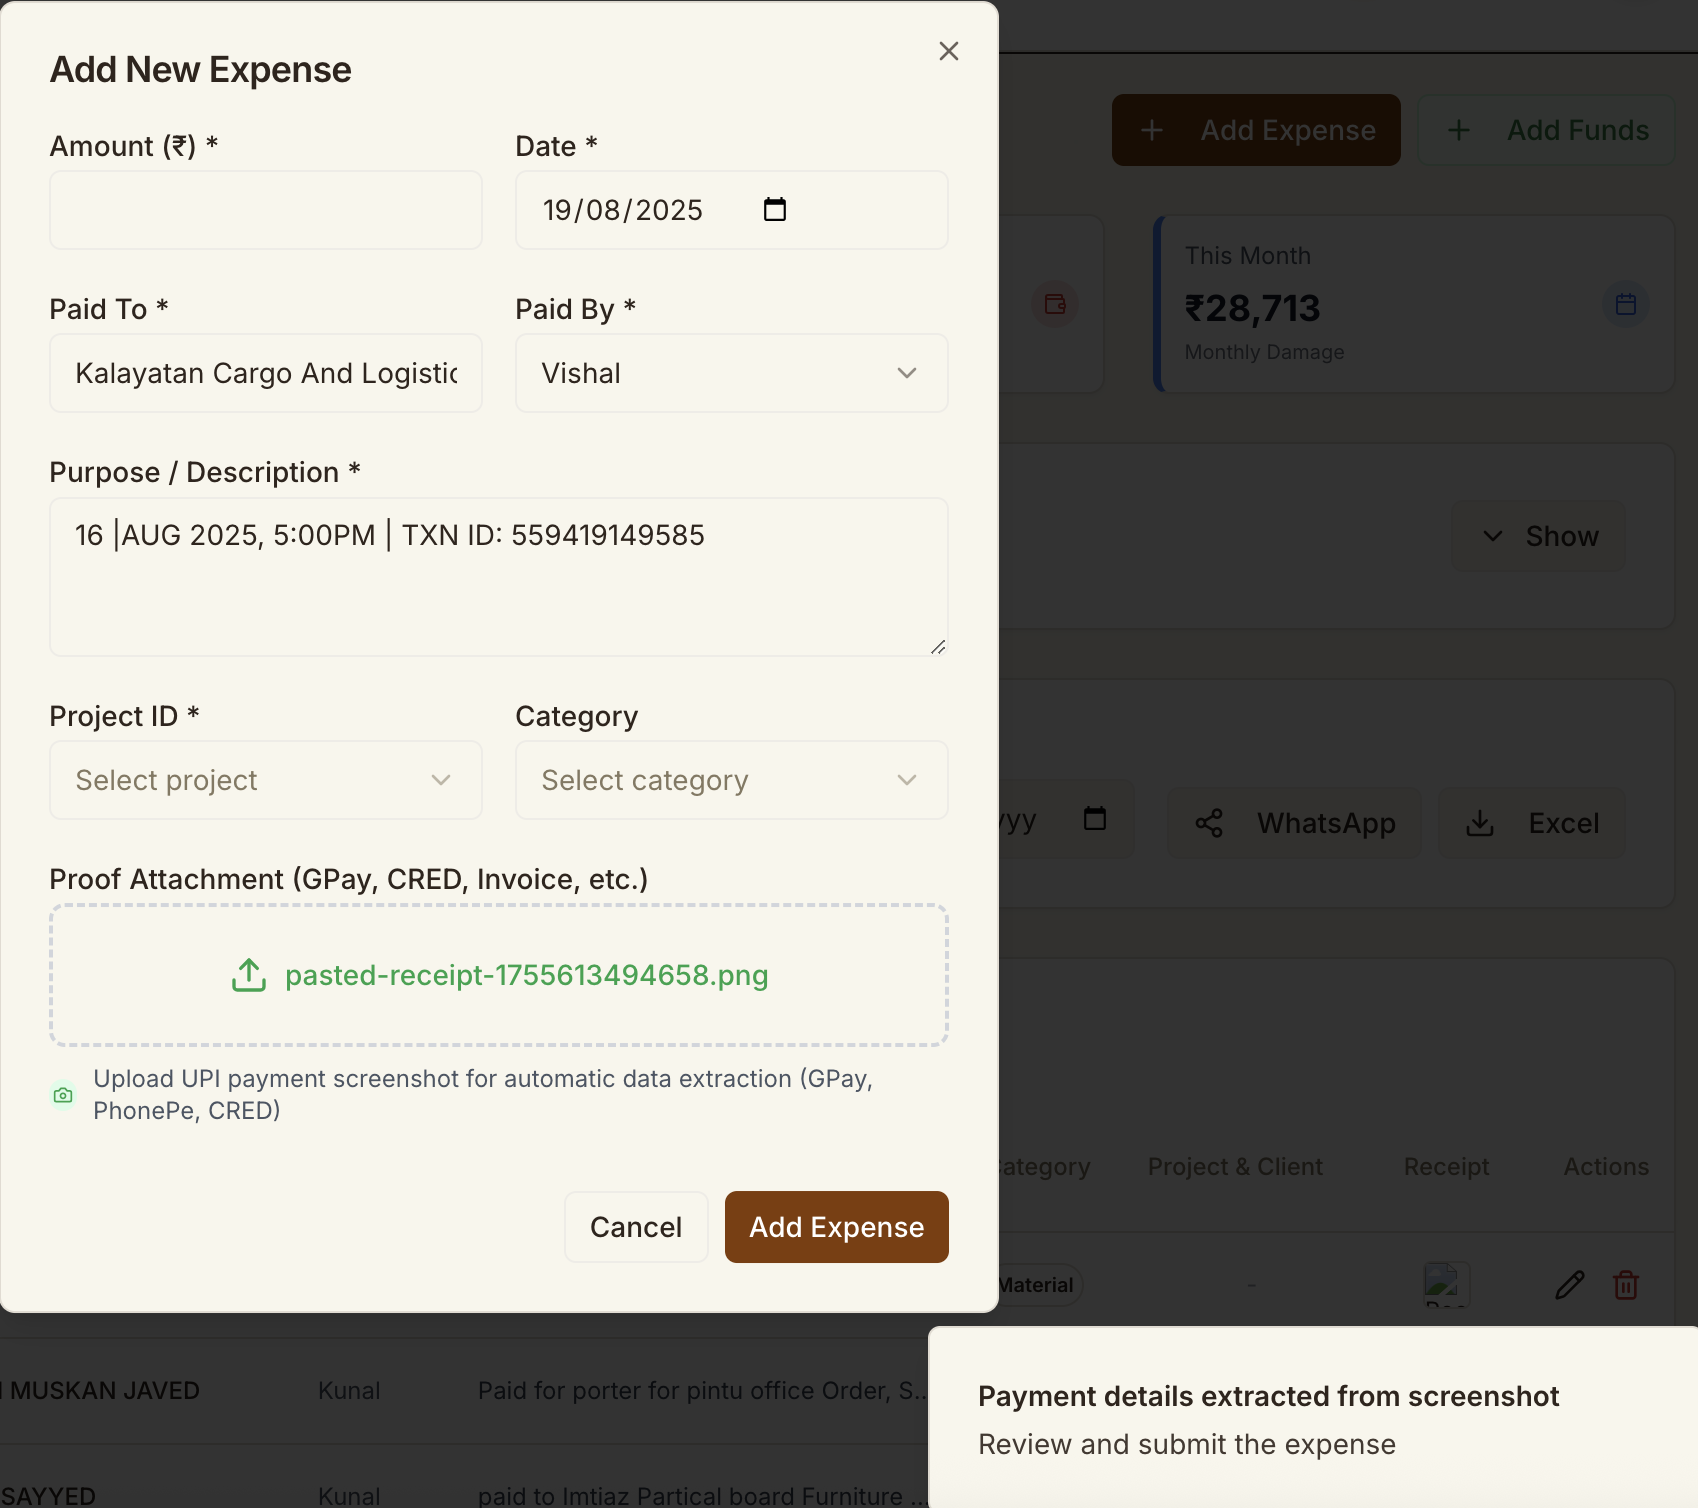 Add New Expense
Amount (₹) *
Date *
19/08/2025
Paid To *
Paid By *
Kalayatan Cargo And Logistic
Vishal
Purpose / Description *
16 |AUG 2025, 5:00PM | TXN ID: 559419149585
Project ID *
Category
Select project
Select category
Proof Attachment (GPay, CRED, Invoice, etc.)
pasted-receipt-1755613494658.png
Upload UPI payment screenshot for automatic data extraction (GPay,
PhonePe, CRED)
Cancel
Add Expense
Add Expense
Add Funds
This Month
₹28,713
Monthly Damage
Show
yyy
WhatsApp
Excel
Category
Project & Client
Receipt
Actions
Material
-
MUSKAN JAVED
Kunal
Paid for porter for pintu office Order, S...
SAYYED
Kunal
paid to Imtiaz Partical board Furniture ...
Payment details extracted from screenshot
Review and submit the expense